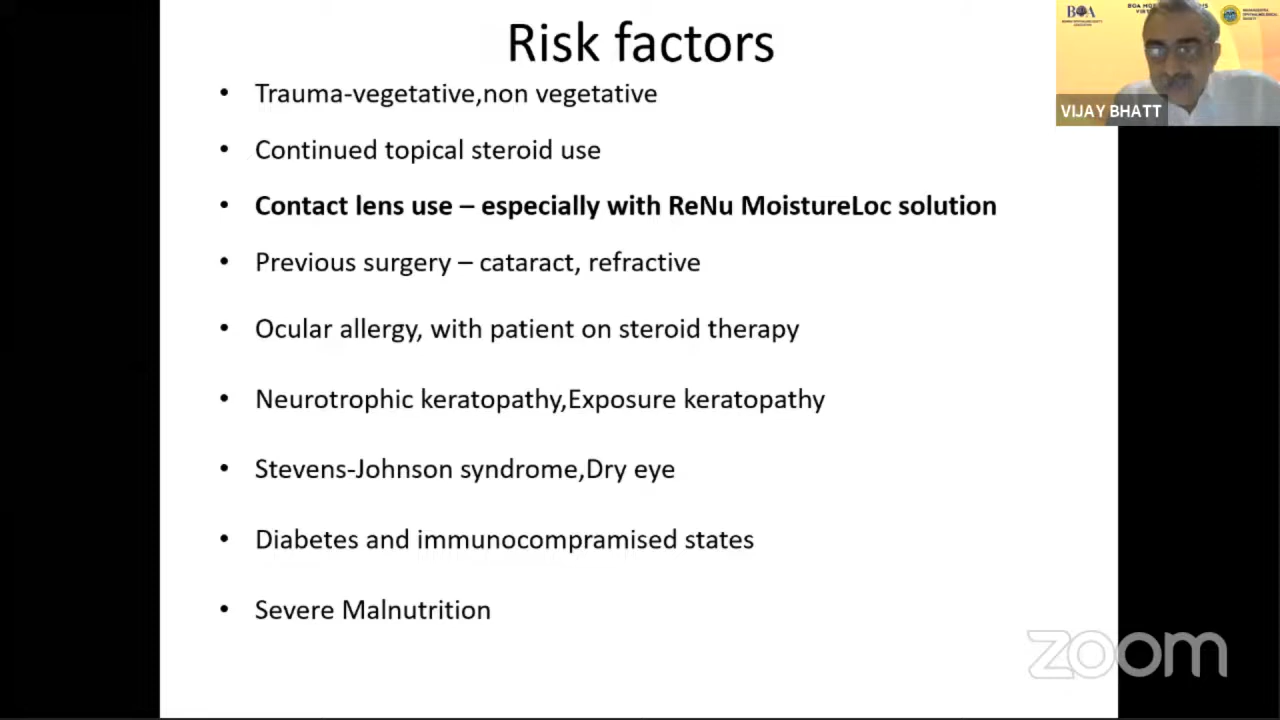 Risk factors
• Trauma-vegetative,non vegetative
• Continued topical steroid use
• Contact lens use – especially with ReNu MoistureLoc solution
• Previous surgery – cataract, refractive
• Ocular allergy, with patient on steroid therapy
• Neurotrophic keratopathy,Exposure keratopathy
• Stevens-Johnson syndrome,Dry eye
• Diabetes and immunocompramised states
• Severe Malnutrition
BOA
VIJAY BHATT
zoom